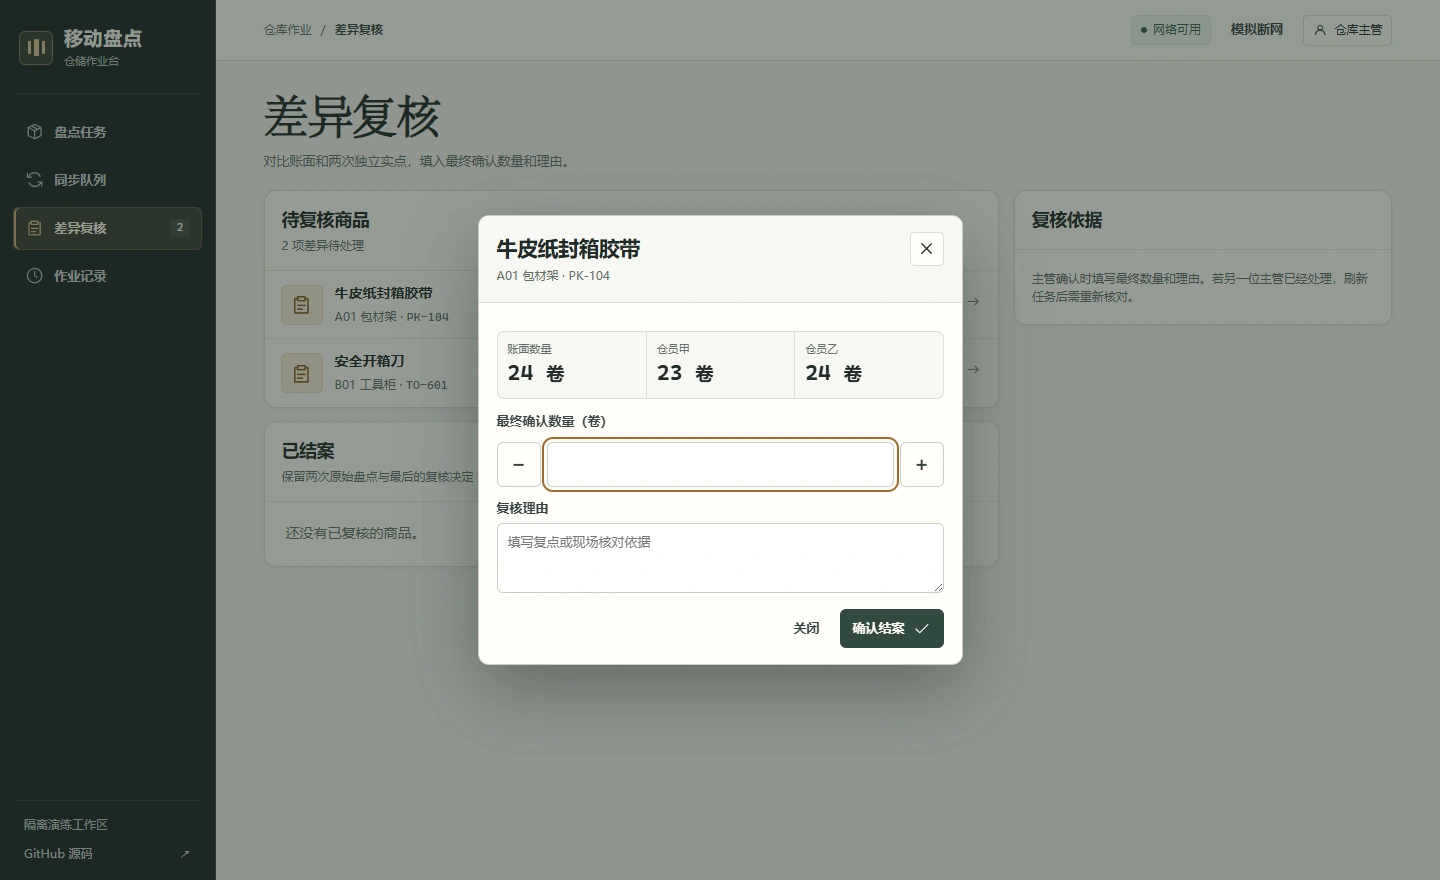 移动盘点
仓储作业台
盘点任务
同步队列
差异复核 2
作业记录
隔离演练工作区
GitHub 源码 ↗
仓库作业 / 差异复核
网络可用
模拟断网
仓库主管
差异复核
对比账面和两次独立实点，填入最终确认数量和理由。
待复核商品
2 项差异待处理
牛皮纸封箱胶带
A01 包材架 · PK-104
安全开箱刀
B01 工具柜 · TO-601
已结案
保留两次原始盘点与最后的复核决定
还没有已复核的商品。
复核依据
主管确认时填写最终数量和理由。若另一位主管已经处理，刷新
任务后需重新核对。
牛皮纸封箱胶带
A01 包材架 · PK-104
账面数量
24 卷
仓员甲
23 卷
仓员乙
24 卷
最终确认数量（卷）
− +
复核理由
填写复点或现场核对依据
关闭
确认结案